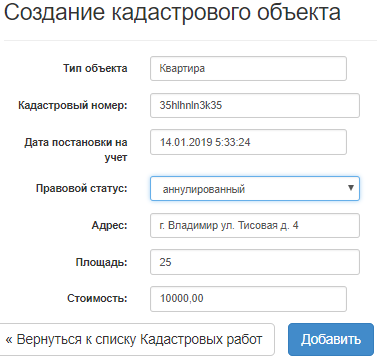 Создание кадастрового объекта
Тип объекта Квартира
Кадастровый номер: 35hlhnln3k35
Дата постановки на учет 14.01.2019 5:33:24
Правовой статус: аннулированный
Адрес: г. Владимир ул. Тисовая д. 4
Площадь: 25
Стоимость: 10000,00
« Вернуться к списку Кадастровых работ Добавить